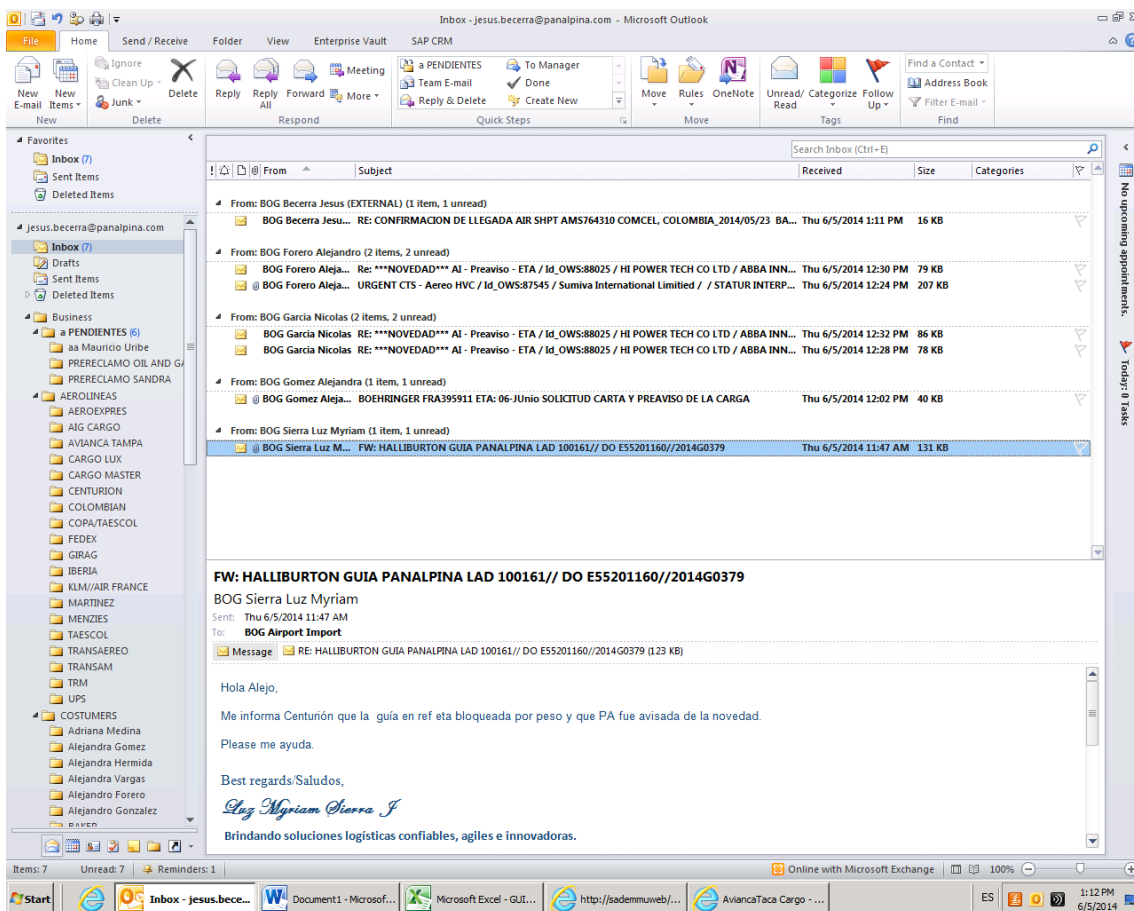 Inbox - jesus.becerra@panalpina.com - Microsoft Outlook
File Home Send / Receive Folder View Enterprise Vault SAP CRM
New E-mail
New Items
Ignore
Clean Up
Junk
Delete
Reply
Reply All
Forward
Meeting
More
a PENDIENTES
Team E-mail
Reply & Delete
To Manager
Done
Create New
Move
Rules
OneNote
Unread/ Read
Categorize
Follow Up
Find a Contact
Address Book
Filter E-mail
New Delete Respond Quick Steps Move Tags Find
Favorites
Inbox (7)
Sent Items
Deleted Items
jesus.becerra@panalpina.com
Inbox (7)
Drafts
Sent Items
Deleted Items
Business
a PENDIENTES (6)
aa Mauricio Uribe
PRERECLAMO OIL AND GA
PRERECLAMO SANDRA
AEROLINEAS
AEROEXPRES
AIG CARGO
AVIANCA TAMPA
CARGO LUX
CARGO MASTER
CENTURION
COLOMBIAN
COPA/TAESCOL
FEDEX
GIRAG
IBERIA
KLM//AIR FRANCE
MARTINEZ
MENZIES
TAESCOL
TRANSAEREO
TRANSAM
TRM
UPS
COSTUMERS
Adriana Medina
Alejandra Gomez
Alejandra Hermida
Alejandra Vargas
Alejandro Forero
Alejandro Gonzalez
BAKER
Search Inbox (Ctrl+E)
From Subject Received Size Categories
From: BOG Becerra Jesus (EXTERNAL) (1 item, 1 unread)
BOG Becerra Jesu... RE: CONFIRMACION DE LLEGADA AIR SHPT AMS764310 COMCEL, COLOMBIA_2014/05/23 BA... Thu 6/5/2014 1:11 PM 16 KB
From: BOG Forero Alejandro (2 items, 2 unread)
BOG Forero Aleja... Re: ***NOVEDAD*** AI - Preaviso - ETA / Id_OWS:88025 / HI POWER TECH CO LTD / ABBA INN... Thu 6/5/2014 12:30 PM 79 KB
BOG Forero Aleja... URGENT CTS - Aereo HVC / Id_OWS:87545 / Sumiva International Limitied / / STATUR INTERP... Thu 6/5/2014 12:24 PM 207 KB
From: BOG Garcia Nicolas (2 items, 2 unread)
BOG Garcia Nicolas RE: ***NOVEDAD*** AI - Preaviso - ETA / Id_OWS:88025 / HI POWER TECH CO LTD / ABBA INN... Thu 6/5/2014 12:32 PM 86 KB
BOG Garcia Nicolas RE: ***NOVEDAD*** AI - Preaviso - ETA / Id_OWS:88025 / HI POWER TECH CO LTD / ABBA INN... Thu 6/5/2014 12:28 PM 78 KB
From: BOG Gomez Alejandra (1 item, 1 unread)
BOG Gomez Aleja... BOEHRINGER FRA395911 ETA: 06-JUnio SOLICITUD CARTA Y PREAVISO DE LA CARGA Thu 6/5/2014 12:02 PM 40 KB
From: BOG Sierra Luz Myriam (1 item, 1 unread)
BOG Sierra Luz M... FW: HALLIBURTON GUIA PANALPINA LAD 100161// DO E55201160//2014G0379 Thu 6/5/2014 11:47 AM 131 KB
FW: HALLIBURTON GUIA PANALPINA LAD 100161// DO E55201160//2014G0379
BOG Sierra Luz Myriam
Sent: Thu 6/5/2014 11:47 AM
To: BOG Airport Import
Message RE: HALLIBURTON GUIA PANALPINA LAD 100161// DO E55201160//2014G0379 (123 KB)
Hola Alejo,
Me informa Centurión que la guía en ref eta bloqueada por peso y que PA fue avisada de la novedad.
Please me ayuda.
Best regards/Saludos,
Luz Myriam Sierra J
Brindando soluciones logísticas confiables, agiles e innovadoras.
No upcoming appointments.
Today: 0 Tasks
Items: 7 Unread: 7 Reminders: 1 Online with Microsoft Exchange 100%
Start Inbox - jesus.bece... Document1 - Microsof... Microsoft Excel - GUI... http://sademmuweb/... AviancaTaca Cargo - ... ES 1:12 PM
6/5/2014